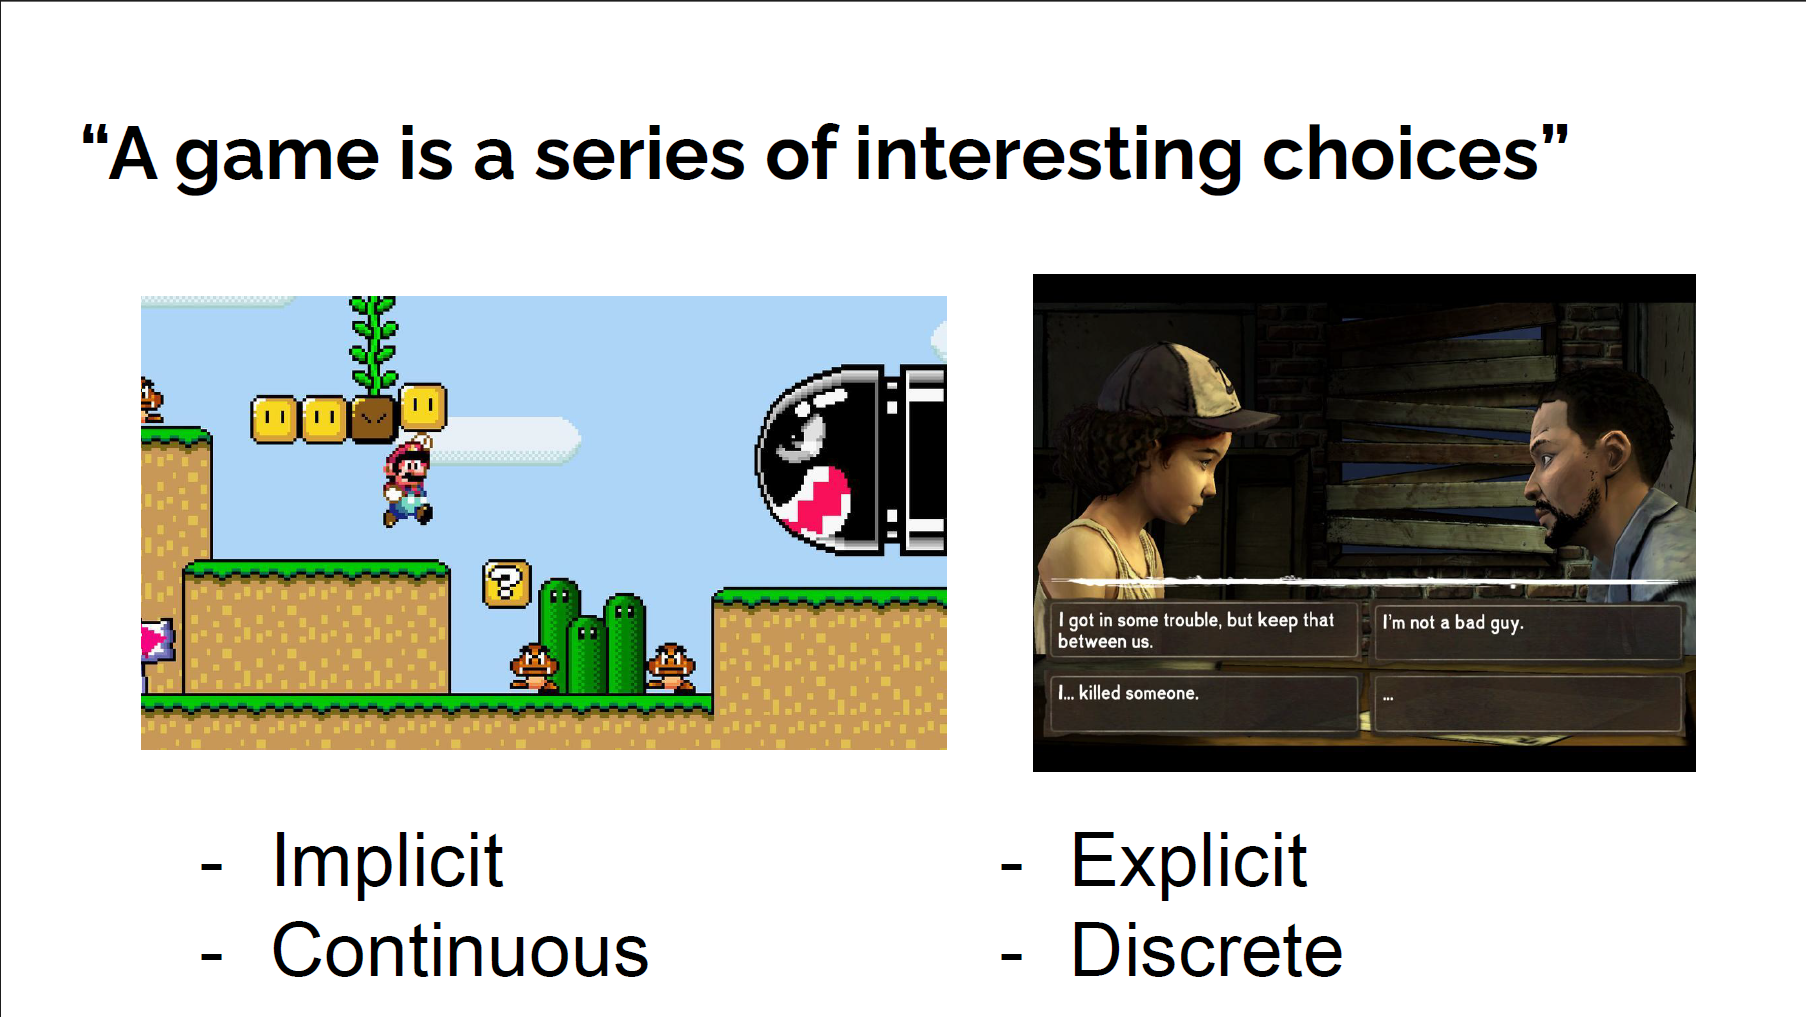 “A game is a series of interesting choices”
?
I got in some trouble, but keep that
between us.
I'm not a bad guy.
I... killed someone.
...
- Implicit
- Continuous
- Explicit
- Discrete